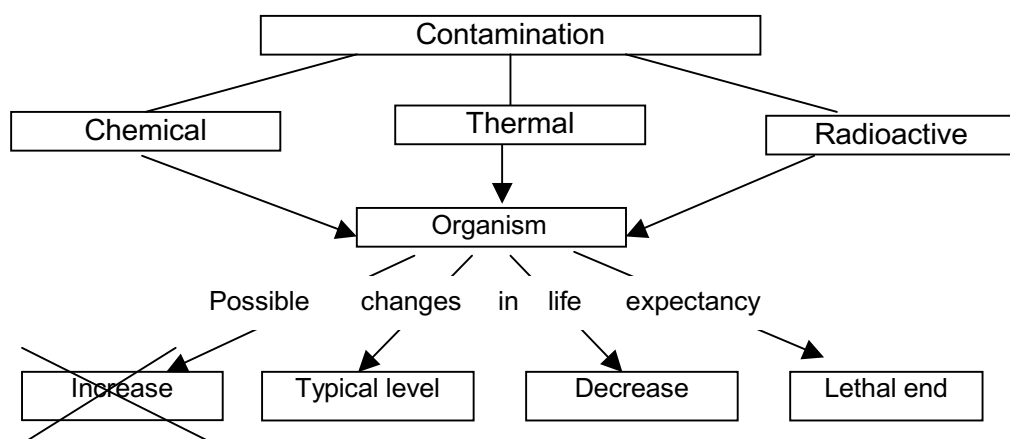 Contamination
Chemical
Thermal
Radioactive
Organism
Possible changes in life expectancy
Increase
Typical level
Decrease
Lethal end